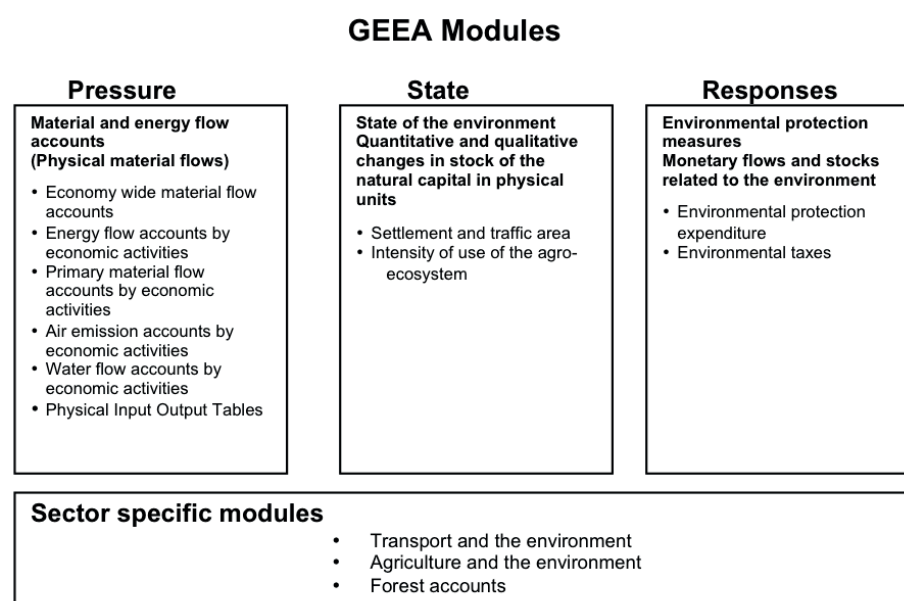 GEEA Modules
Pressure
Material and energy flow
accounts
(Physical material flows)
• Economy wide material flow
accounts
• Energy flow accounts by
economic activities
• Primary material flow
accounts by economic
activities
• Air emission accounts by
economic activities
• Water flow accounts by
economic activities
• Physical Input Output Tables
State
State of the environment
Quantitative and qualitative
changes in stock of the
natural capital in physical
units
• Settlement and traffic area
• Intensity of use of the agro-
ecosystem
Responses
Environmental protection
measures
Monetary flows and stocks
related to the environment
• Environmental protection
expenditure
• Environmental taxes
Sector specific modules
• Transport and the environment
• Agriculture and the environment
• Forest accounts